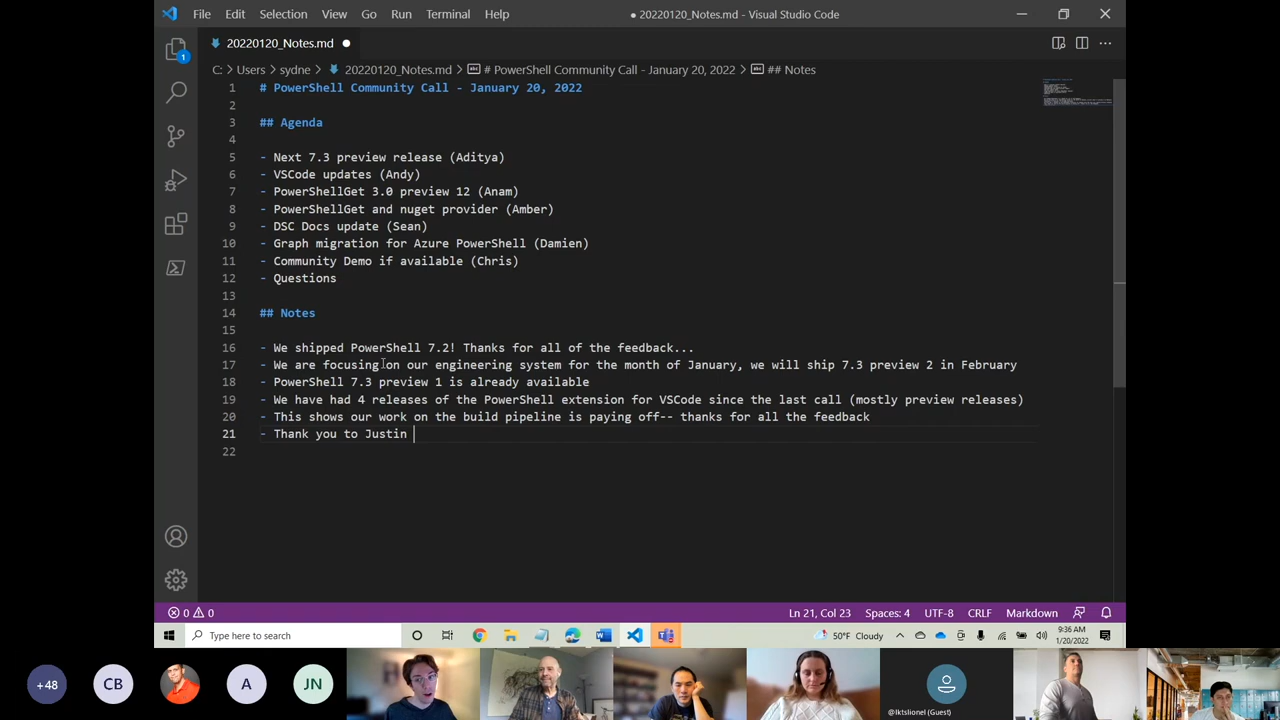 File Edit Selection View Go Run Terminal Help
● 20220120_Notes.md - Visual Studio Code
20220120_Notes.md
C: > Users > sydne > 20220120_Notes.md > # PowerShell Community Call - January 20, 2022 > ## Notes
1 # PowerShell Community Call - January 20, 2022
2
3 ## Agenda
4
5 - Next 7.3 preview release (Aditya)
6 - VSCode updates (Andy)
7 - PowerShellGet 3.0 preview 12 (Anam)
8 - PowerShellGet and nuget provider (Amber)
9 - DSC Docs update (Sean)
10 - Graph migration for Azure PowerShell (Damien)
11 - Community Demo if available (Chris)
12 - Questions
13
14 ## Notes
15
16 - We shipped PowerShell 7.2! Thanks for all of the feedback...
17 - We are focusing on our engineering system for the month of January, we will ship 7.3 preview 2 in February
18 - PowerShell 7.3 preview 1 is already available
19 - We have had 4 releases of the PowerShell extension for VSCode since the last call (mostly preview releases)
20 - This shows our work on the build pipeline is paying off-- thanks for all the feedback
21 - Thank you to Justin
22
1
0 0 Ln 21, Col 23 Spaces: 4 UTF-8 CRLF Markdown
Type here to search
50°F Cloudy
9:36 AM
1/20/2022
+48 CB A JN
@lktslionel (Guest)